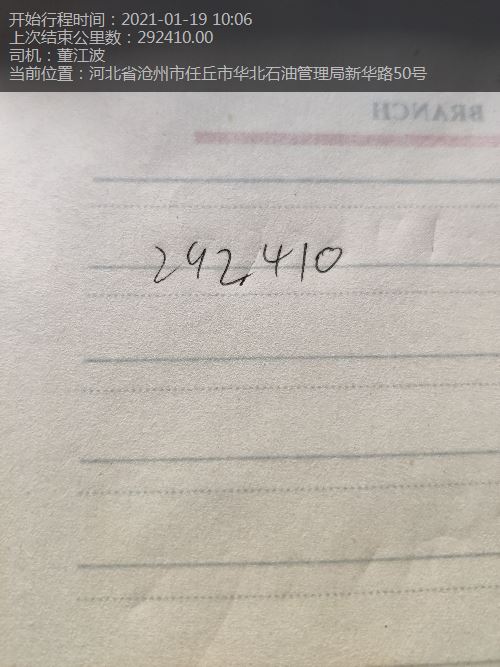 开始行程时间：2021-01-19 10:06
上次结束公里数：292410.00
司机：董江波
当前位置：河北省沧州市任丘市华北石油管理局新华路50号
BRANCH
292410